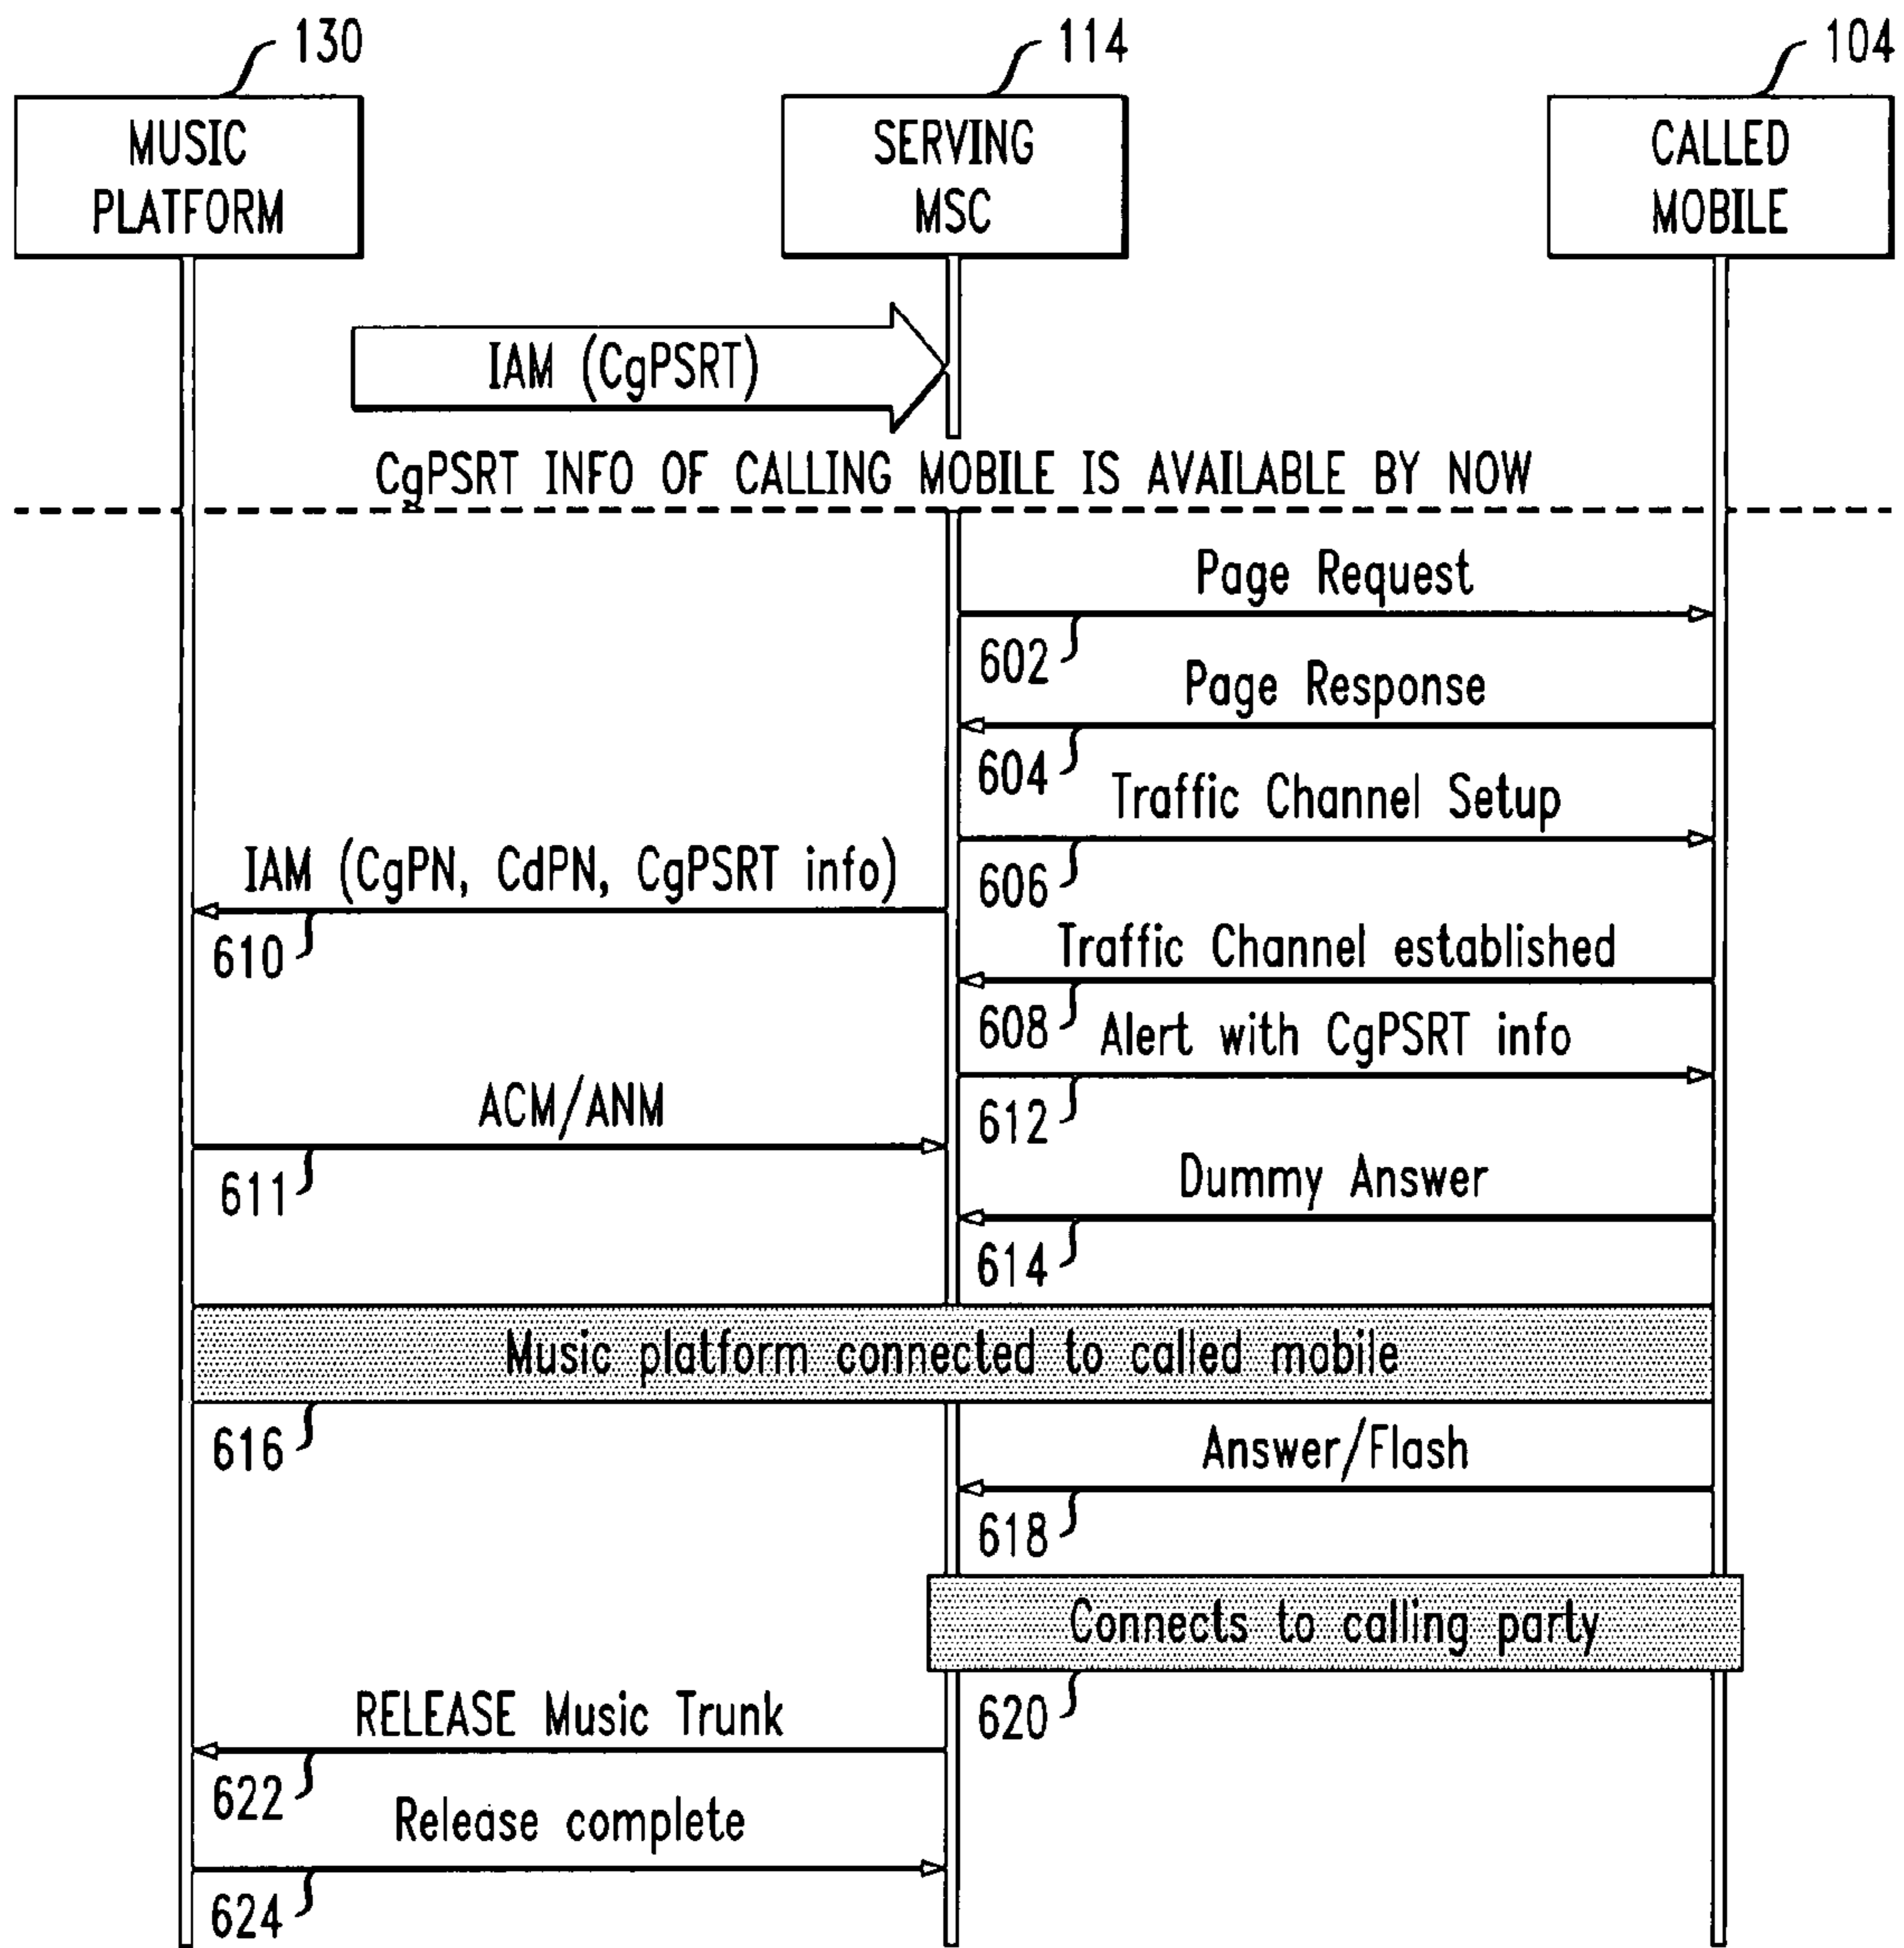 130
114
104
MUSIC
PLATFORM
SERVING
MSC
CALLED
MOBILE
IAM (CgPSRT)
CgPSRT INFO OF CALLING MOBILE IS AVAILABLE BY NOW
Page Request
602
Page Response
604
Traffic Channel Setup
606
IAM (CgPN, CdPN, CgPSRT info)
610
Traffic Channel established
608
Alert with CgPSRT info
612
ACM/ANM
611
Dummy Answer
614
Music platform connected to called mobile
616
Answer/Flash
618
Connects to calling party
620
RELEASE Music Trunk
622
Release complete
624